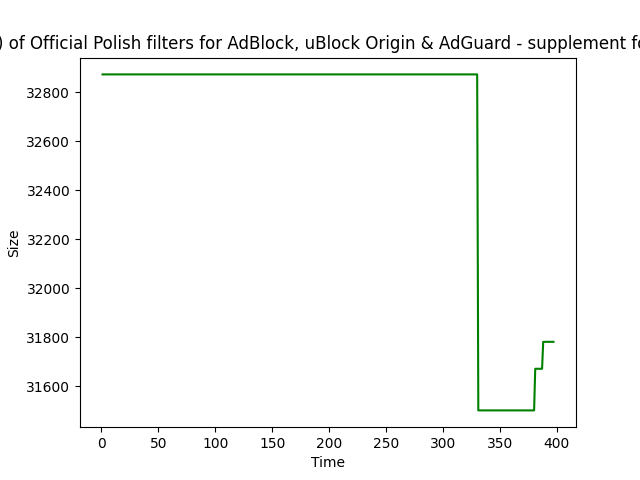 ) of Official Polish filters for AdBlock, uBlock Origin & AdGuard - supplement fo
32800
32600
32400
32200
32000
31800
31600
Size
0 50 100 150 200 250 300 350 400
Time